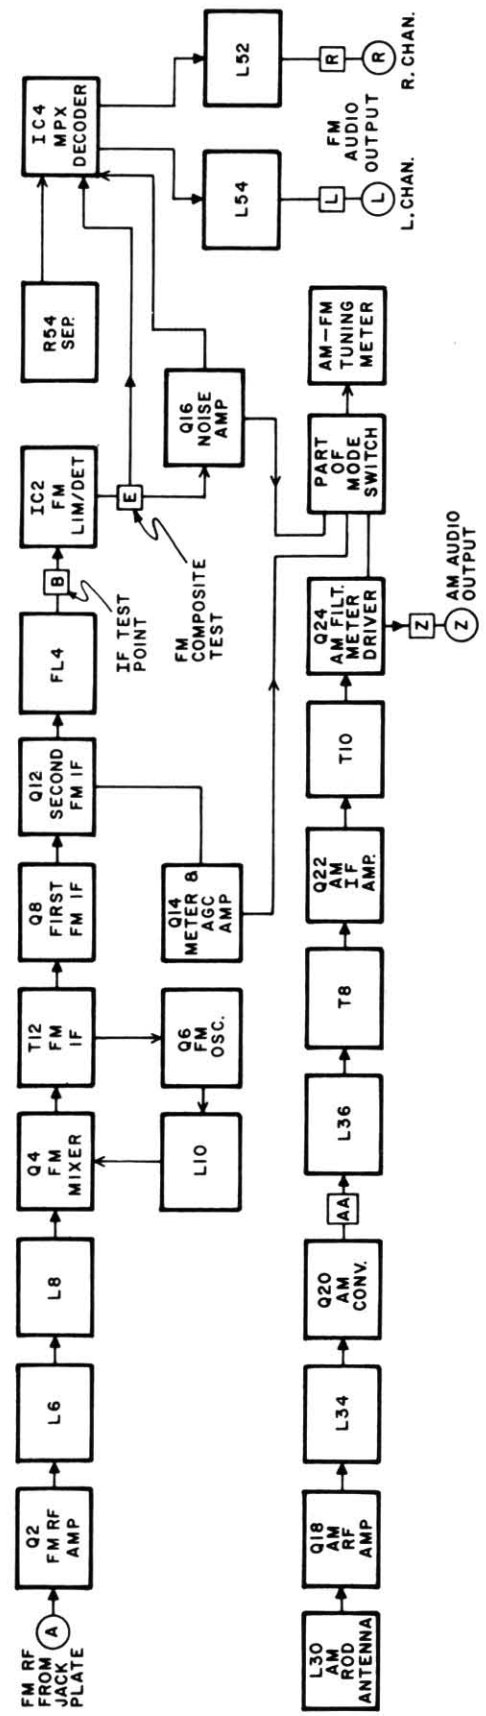 FM RF
FROM
JACK
PLATE
A
Q2
FM RF
AMP
L6
L8
Q4
FM
MIXER
T12
FM
IF
Q8
FIRST
FM IF
Q12
SECOND
FM IF
FL4
B
IF TEST
POINT
IC2
FM
LIM/DET
E
FM
COMPOSITE
TEST
R54
SEP.
IC4
MPX
DECODER
L10
Q6
FM
OSC.
Q14
METER &
AGC
AMP
Q16
NOISE
AMP
L54
L52
L
R
L
R
L. CHAN.
R. CHAN.
FM
AUDIO
OUTPUT
L30
AM
ROD
ANTENNA
Q18
AM
RF
AMP
L34
Q20
AM
CONV.
AA
L36
T8
Q22
AM
IF
AMP.
T10
Q24
AM FILT.
METER
DRIVER
PART
OF
MODE
SWITCH
AM-FM
TUNING
METER
Z
Z
AM AUDIO
OUTPUT